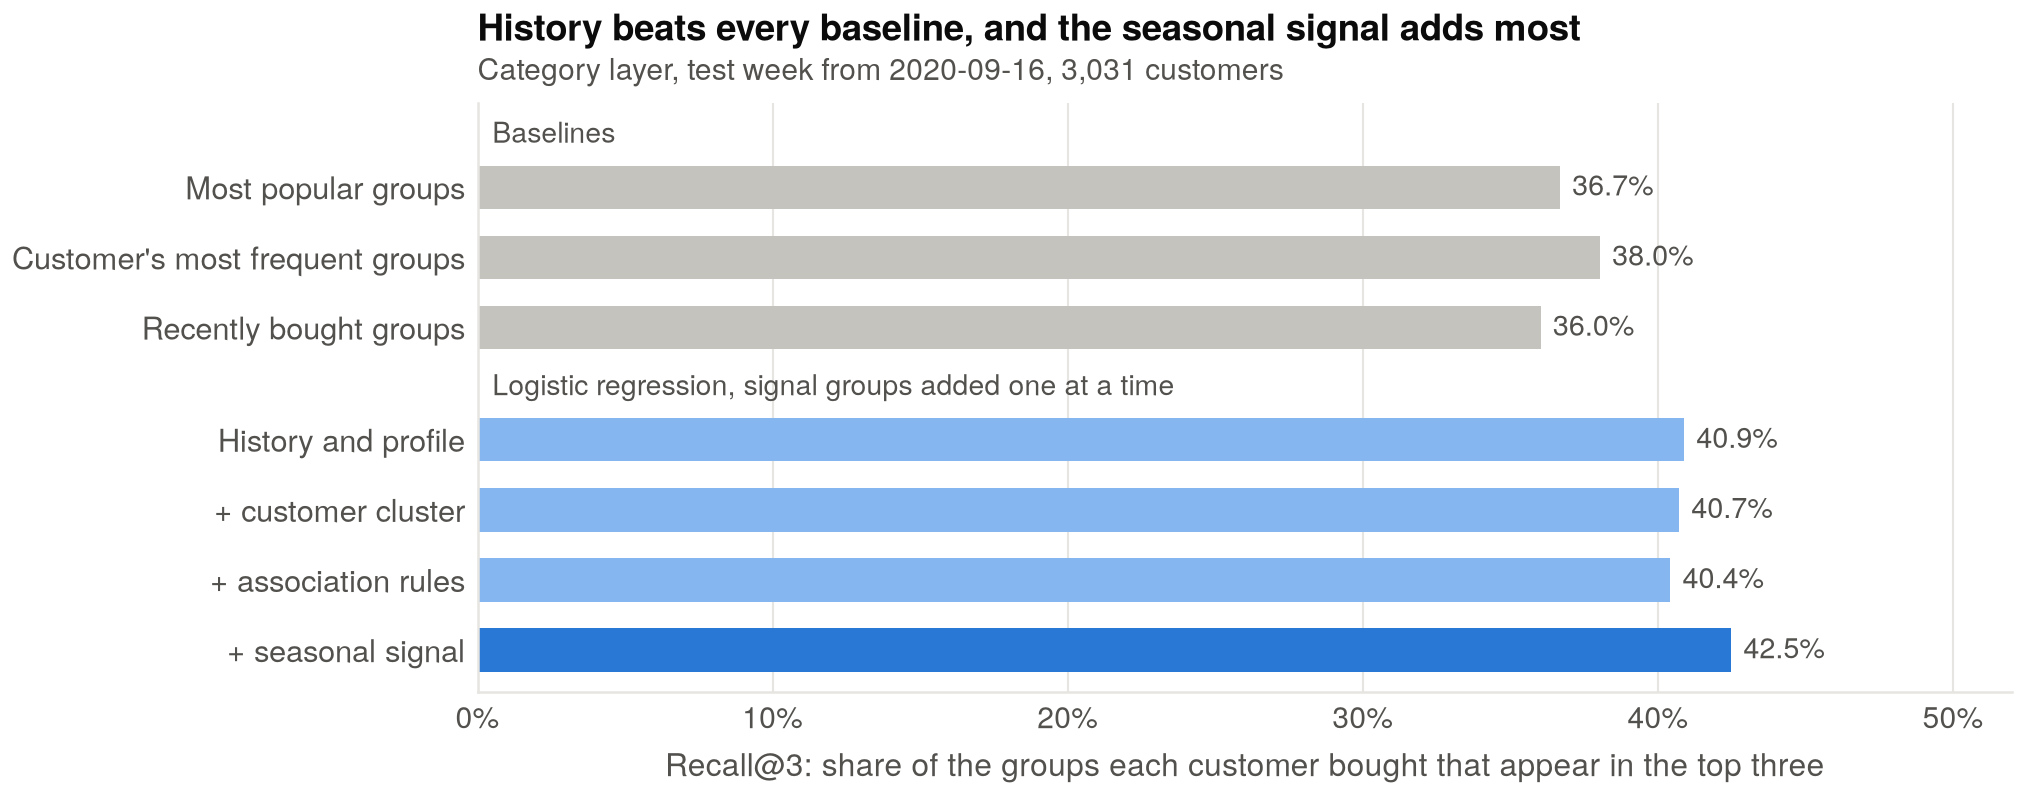 History beats every baseline, and the seasonal signal adds most
Category layer, test week from 2020-09-16, 3,031 customers
Baselines
Most popular groups 36.7%
Customer's most frequent groups 38.0%
Recently bought groups 36.0%
Logistic regression, signal groups added one at a time
History and profile 40.9%
+ customer cluster 40.7%
+ association rules 40.4%
+ seasonal signal 42.5%
0% 10% 20% 30% 40% 50%
Recall@3: share of the groups each customer bought that appear in the top three